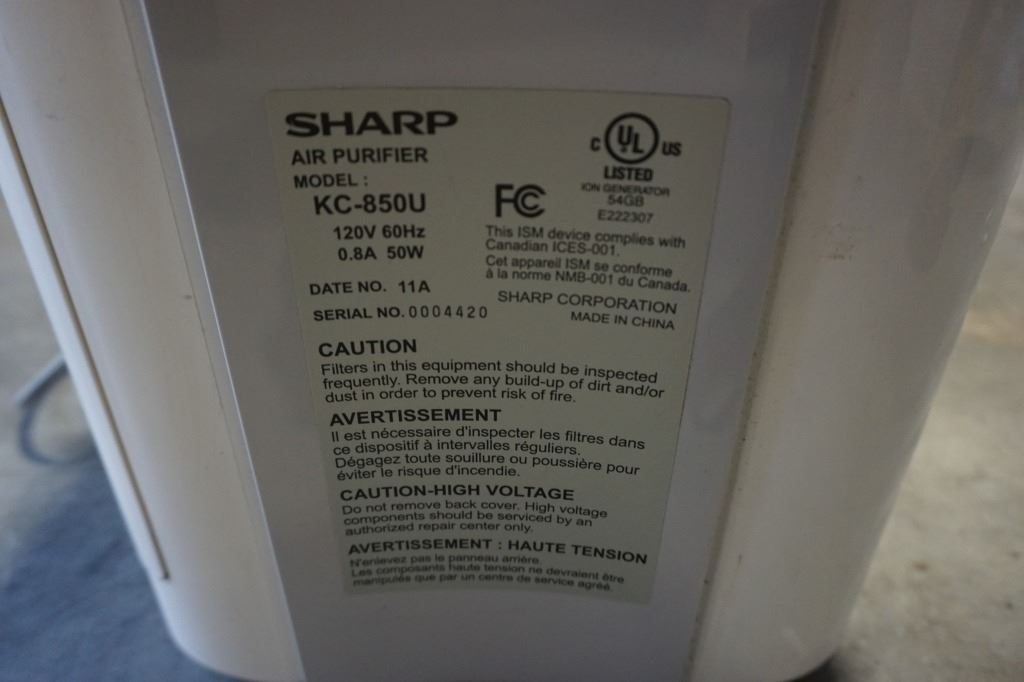 SHARP
AIR PURIFIER
MODEL :
KC-850U
120V 60Hz
0.8A 50W
DATE NO. 11A
SERIAL NO. 0004420
C UL US
LISTED
ION GENERATOR
54GB
E222307
FC
This ISM device complies with
Canadian ICES-001.
Cet appareil ISM se conforme
à la norme NMB-001 du Canada.
SHARP CORPORATION
MADE IN CHINA
CAUTION
Filters in this equipment should be inspected
frequently. Remove any build-up of dirt and/or
dust in order to prevent risk of fire.
AVERTISSEMENT
Il est nécessaire d'inspecter les filtres dans
ce dispositif à intervalles réguliers.
Dégagez toute souillure ou poussière pour
éviter le risque d'incendie.
CAUTION-HIGH VOLTAGE
Do not remove back cover. High voltage
components should be serviced by an
authorized repair center only.
AVERTISSEMENT : HAUTE TENSION
N'enlevez pas le panneau arrière.
Les composants haute tension ne devraient être
manipulés que par un centre de service agréé.